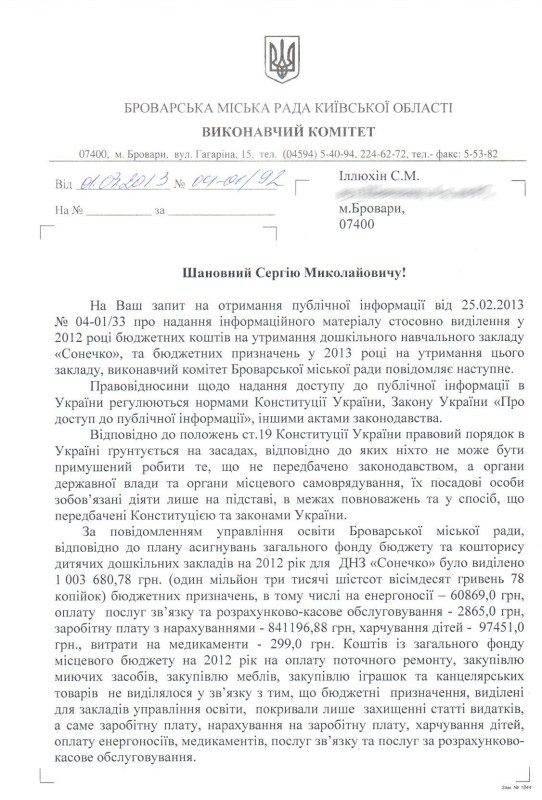 БРОВАРСЬКА МІСЬКА РАДА КИЇВСЬКОЇ ОБЛАСТІ
ВИКОНАВЧИЙ КОМІТЕТ
07400, м. Бровари, вул. Гагаріна, 15, тел. (04594) 5-40-94, 224-62-72, тел.- факс: 5-53-82
Від 01.03.2013 № 04-01/92
На № за
Іллюхін С.М.
м.Бровари,
07400
Шановний Сергію Миколайовичу!
На Ваш запит на отримання публічної інформації від 25.02.2013
№ 04-01/33 про надання інформаційного матеріалу стосовно виділення у
2012 році бюджетних коштів на утримання дошкільного навчального закладу
«Сонечко», та бюджетних призначень у 2013 році на утримання цього
закладу, виконавчий комітет Броварської міської ради повідомляє наступне.
Правовідносини щодо надання доступу до публічної інформації в
Україні регулюються нормами Конституції України, Закону України «Про
доступ до публічної інформації», іншими актами законодавства.
Відповідно до положень ст.19 Конституції України правовий порядок в
Україні ґрунтується на засадах, відповідно до яких ніхто не може бути
примушений робити те, що не передбачено законодавством, а органи
державної влади та органи місцевого самоврядування, їх посадові особи
зобов’язані діяти лише на підставі, в межах повноважень та у спосіб, що
передбачені Конституцією та законами України.
За повідомленням управління освіти Броварської міської ради,
відповідно до плану асигнувань загального фонду бюджету та кошторису
дитячих дошкільних закладів на 2012 рік для ДНЗ «Сонечко» було виділено
1 003 680,78 грн. (один мільйон три тисячі шістсот вісімдесят гривень 78
копійок) бюджетних призначень, в тому числі на енергоносії – 60869,0 грн,
оплату послуг зв’язку та розрахунково-касове обслуговування - 2865,0 грн,
заробітну плату з нарахуваннями - 841196,88 грн, харчування дітей - 97451,0
грн., витрати на медикаменти - 299,0 грн. Коштів із загального фонду
місцевого бюджету на 2012 рік на оплату поточного ремонту, закупівлю
миючих засобів, закупівлю меблів, закупівлю іграшок та канцелярських
товарів не виділялося у зв’язку з тим, що бюджетні призначення, виділені
для закладів управління освіти, покривали лише захищенні статті видатків,
а саме заробітну плату, нарахування на заробітну плату, харчування дітей,
оплату енергоносіїв, медикаментів, послуг зв’язку та послуг за розрахунково-
касове обслуговування.
Зам. № 1844